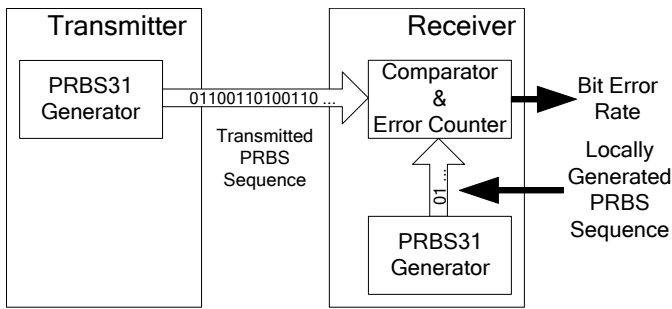 Transmitter
PRBS31
Generator
01100110100110 ...
Transmitted
PRBS
Sequence
Receiver
Comparator
&
Error Counter
Bit Error
Rate
01 ...
Locally
Generated
PRBS
Sequence
PRBS31
Generator